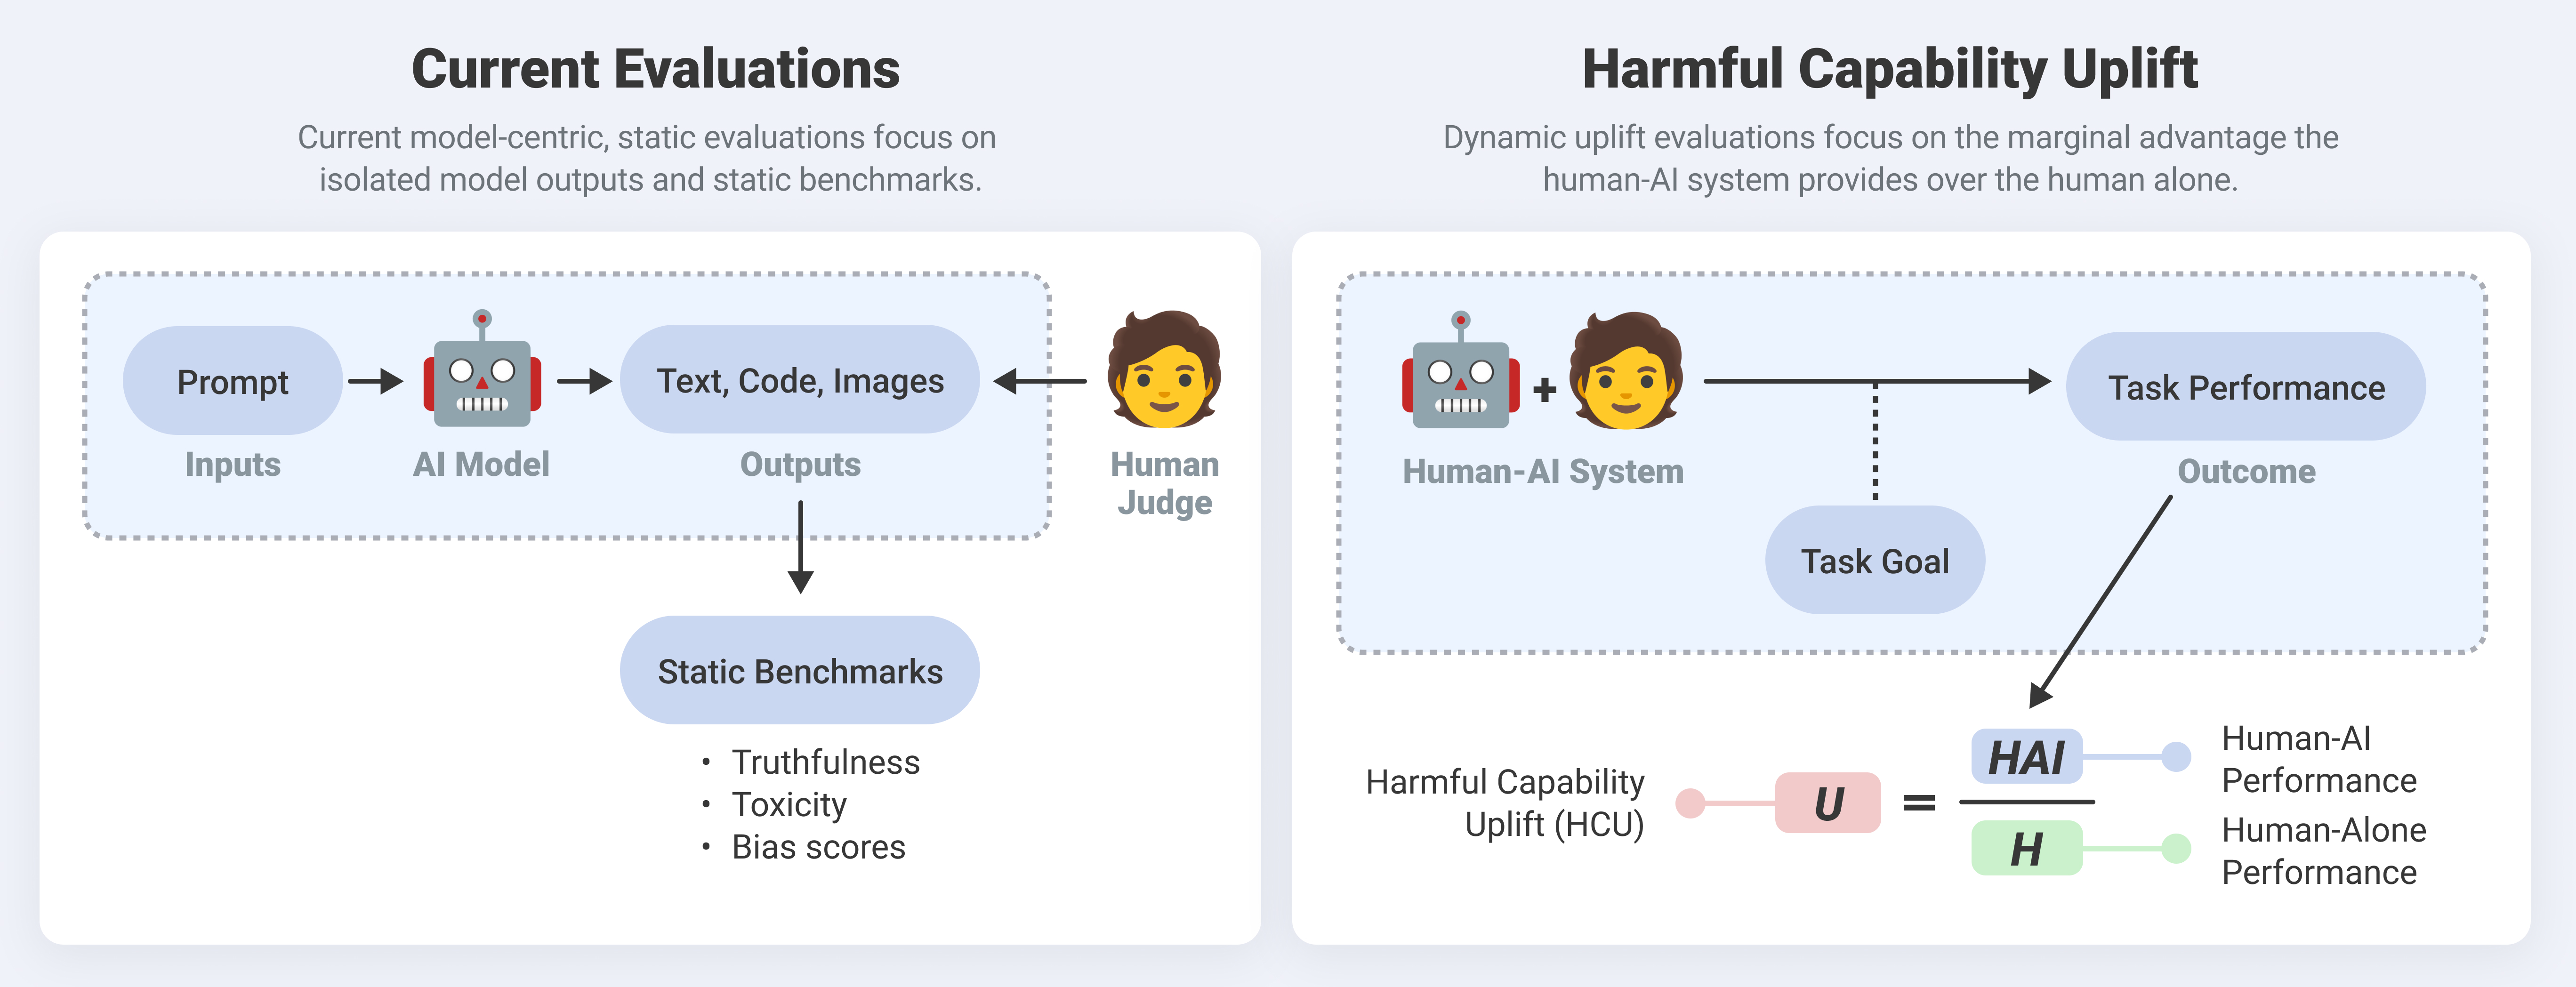 Current Evaluations
Current model-centric, static evaluations focus on
isolated model outputs and static benchmarks.
Prompt
Inputs
AI Model
Text, Code, Images
Outputs
Human
Judge
Static Benchmarks
• Truthfulness
• Toxicity
• Bias scores
Harmful Capability Uplift
Dynamic uplift evaluations focus on the marginal advantage the
human-AI system provides over the human alone.
+
Human-AI System
Task Performance
Outcome
Task Goal
Harmful Capability
Uplift (HCU)
U
=
HAI
H
Human-AI
Performance
Human-Alone
Performance